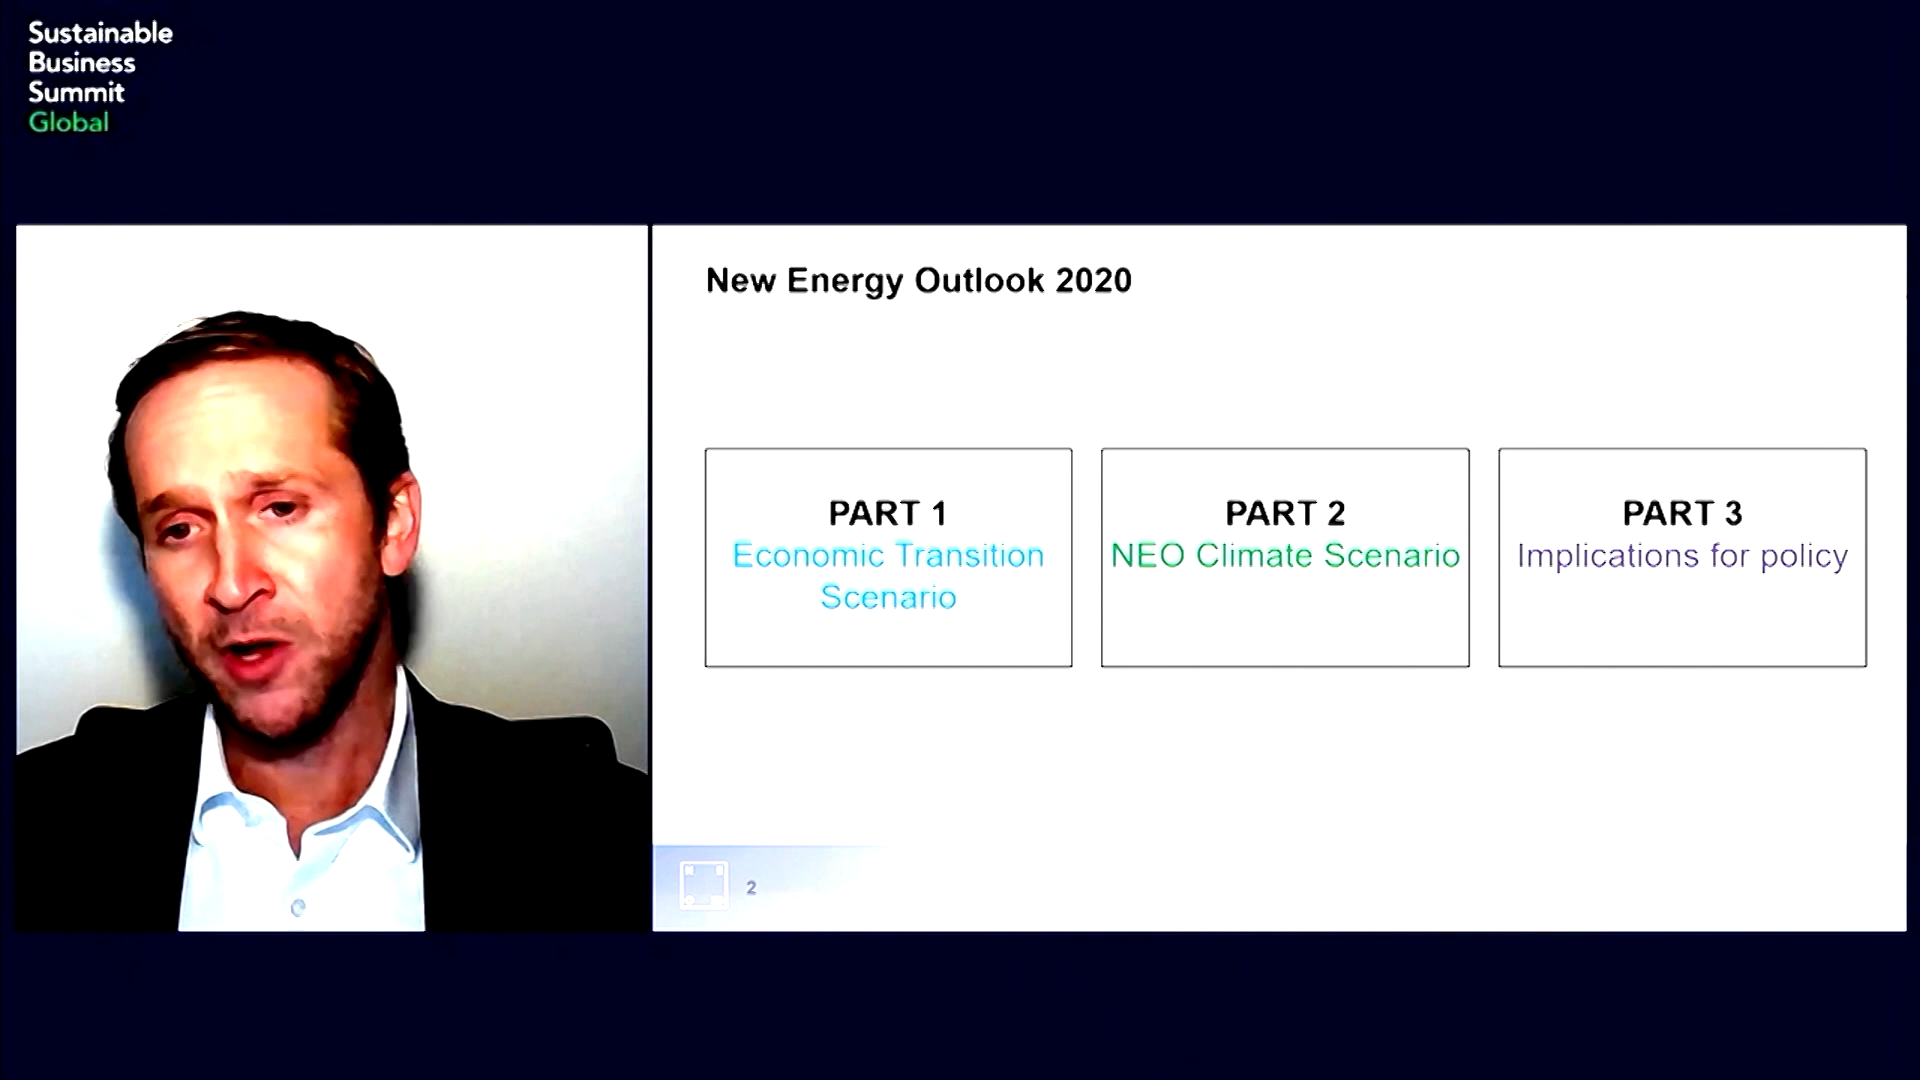 Sustainable
Business
Summit
Global
New Energy Outlook 2020
PART 1
Economic Transition
Scenario
PART 2
NEO Climate Scenario
PART 3
Implications for policy
2